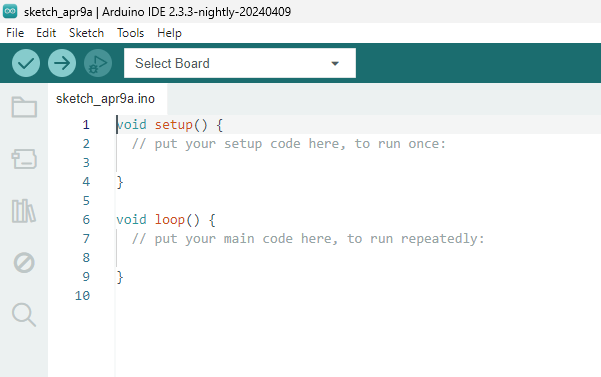 sketch_apr9a | Arduino IDE 2.3.3-nightly-20240409
File Edit Sketch Tools Help
Select Board
sketch_apr9a.ino
1 void setup() {
2 // put your setup code here, to run once:
3
4 }
5
6 void loop() {
7 // put your main code here, to run repeatedly:
8
9 }
10